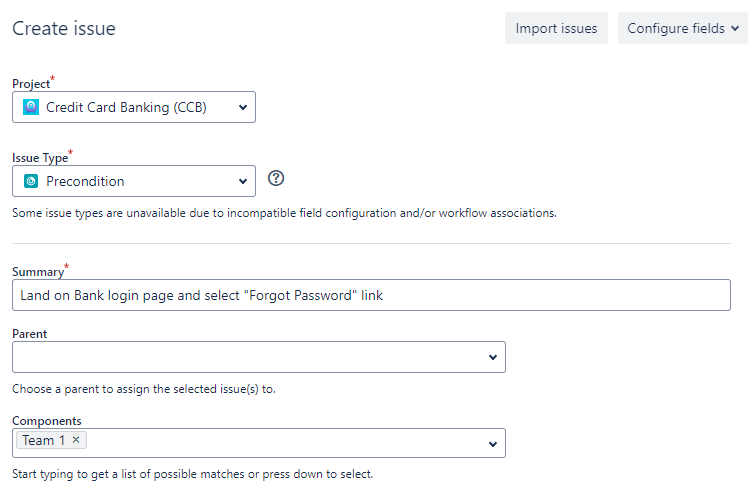 Create issue
Import issues
Configure fields
Project*
Credit Card Banking (CCB)
Issue Type*
Precondition
Some issue types are unavailable due to incompatible field configuration and/or workflow associations.
Summary*
Land on Bank login page and select "Forgot Password" link
Parent
Choose a parent to assign the selected issue(s) to.
Components
Team 1 ×
Start typing to get a list of possible matches or press down to select.